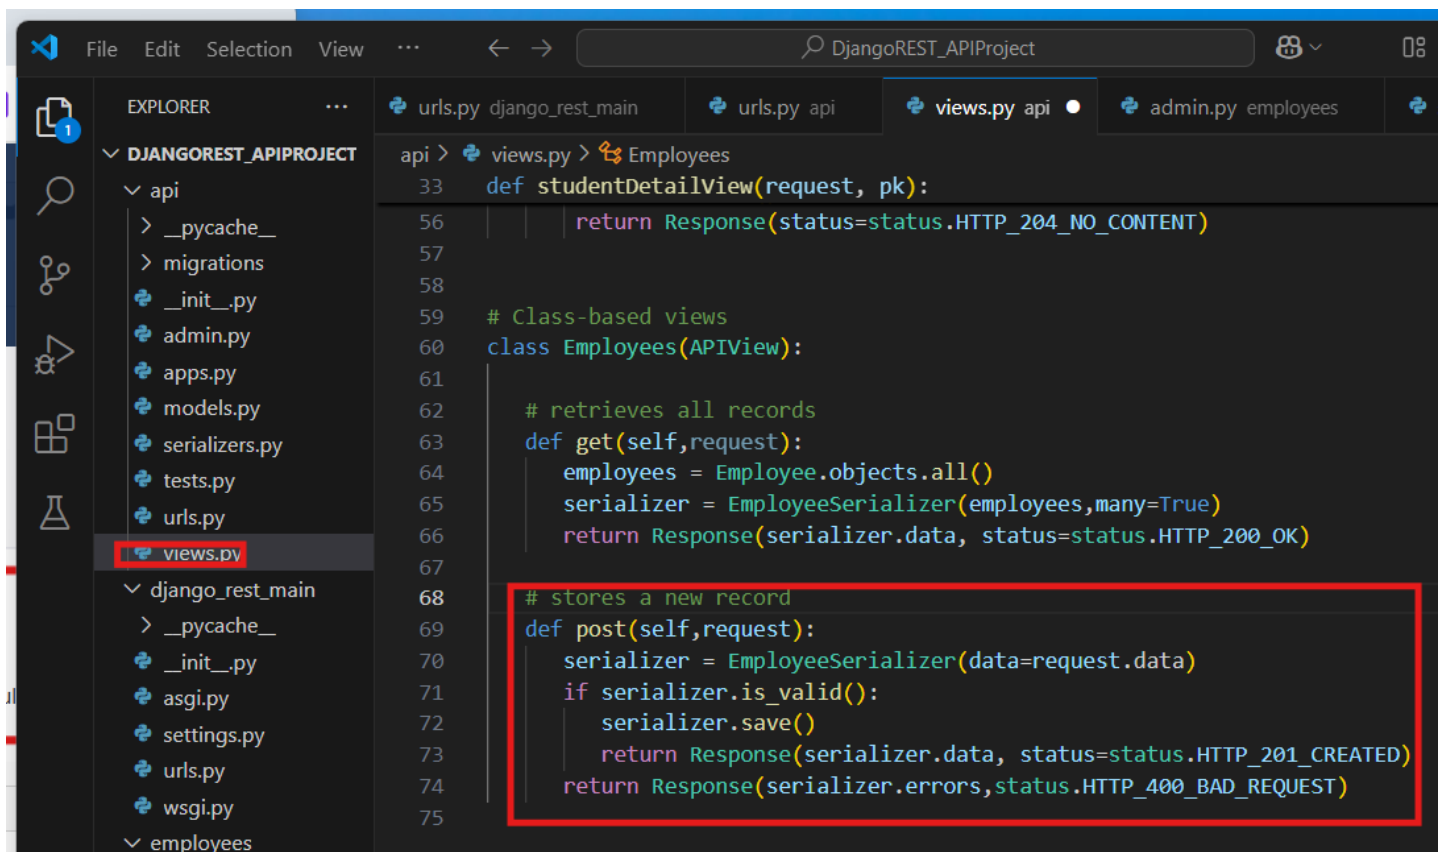 File Edit Selection View ··· ← → DjangoREST_APIProject
EXPLORER ···
urls.py django_rest_main urls.py api views.py api ● admin.py employees
1
DJANGOREST_APIPROJECT
api > views.py > Employees
api
33 def studentDetailView(request, pk):
__pycache__
56 return Response(status=status.HTTP_204_NO_CONTENT)
migrations
57
__init__.py
58
admin.py
59 # Class-based views
apps.py
60 class Employees(APIView):
models.py
61
serializers.py
62 # retrieves all records
tests.py
63 def get(self,request):
urls.py
64 employees = Employee.objects.all()
views.py
65 serializer = EmployeeSerializer(employees,many=True)
django_rest_main
66 return Response(serializer.data, status=status.HTTP_200_OK)
__pycache__
67
__init__.py
68 # stores a new record
asgi.py
69 def post(self,request):
settings.py
70 serializer = EmployeeSerializer(data=request.data)
urls.py
71 if serializer.is_valid():
wsgi.py
72 serializer.save()
employees
73 return Response(serializer.data, status=status.HTTP_201_CREATED)
74 return Response(serializer.errors,status.HTTP_400_BAD_REQUEST)
75